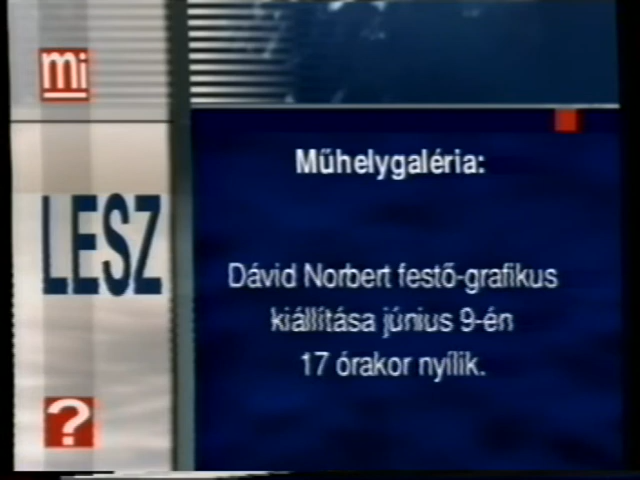 mi
LESZ
?
Műhelygaléria:
Dávid Norbert festő-grafikus
kiállítása június 9-én
17 órakor nyílik.